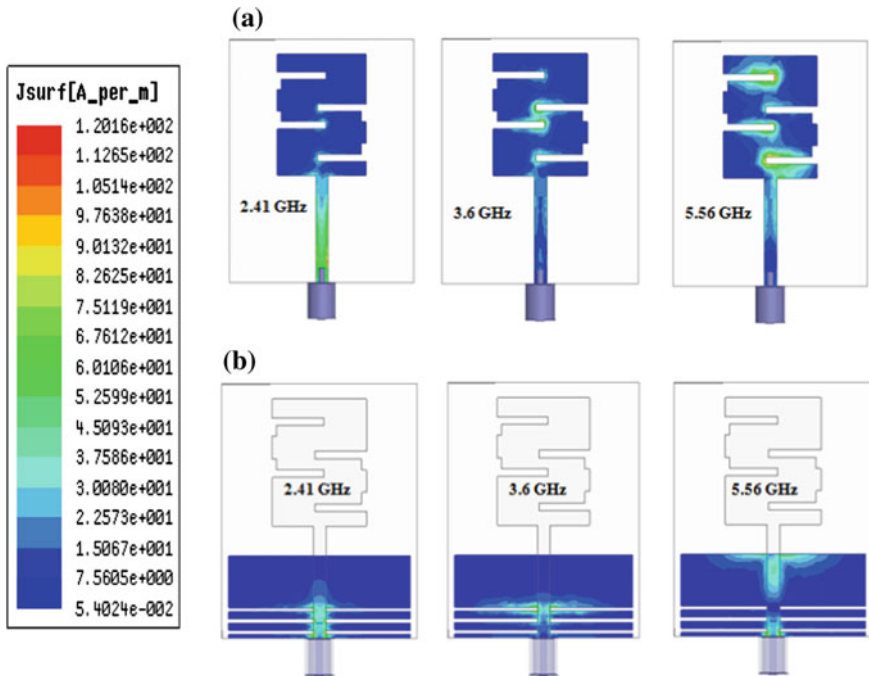 (a)
Jsurf[A_per_m]
1.2016e+002
1.1265e+002
1.0514e+002
9.7638e+001
9.0132e+001
8.2625e+001
7.5119e+001
6.7612e+001
6.0106e+001
5.2599e+001
4.5093e+001
3.7586e+001
3.0080e+001
2.2573e+001
1.5067e+001
7.5605e+000
5.4024e-002
2.41 GHz
3.6 GHz
5.56 GHz
(b)
2.41 GHz
3.6 GHz
5.56 GHz